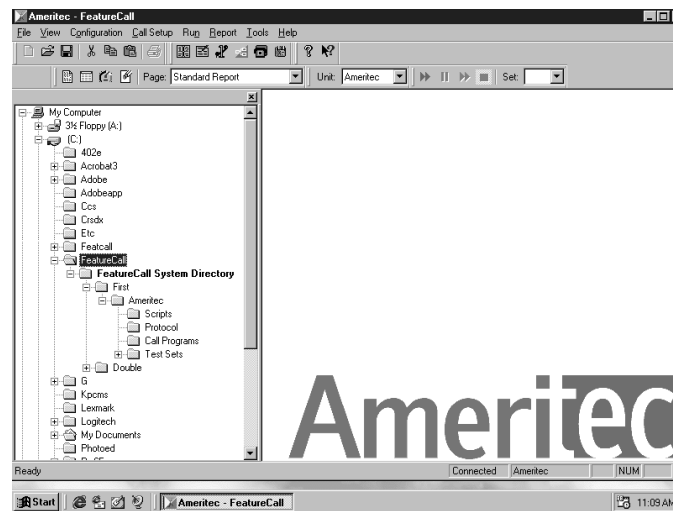 Ameritec - FeatureCall
File View Configuration Call Setup Run Report Tools Help
Page: Standard Report Unit: Ameritec Set:
My Computer
3½ Floppy (A:)
(C:)
402e
Acrobat3
Adobe
Adobeapp
Ccs
Crsdx
Etc
Featcall
FeatureCall
FeatureCall System Directory
First
Ameritec
Scripts
Protocol
Call Programs
Test Sets
Double
G
Kpcms
Lexmark
Logitech
My Documents
Photoed
Ameritec
Ready Connected Ameritec NUM
Start Ameritec - FeatureCall 11:09 AM